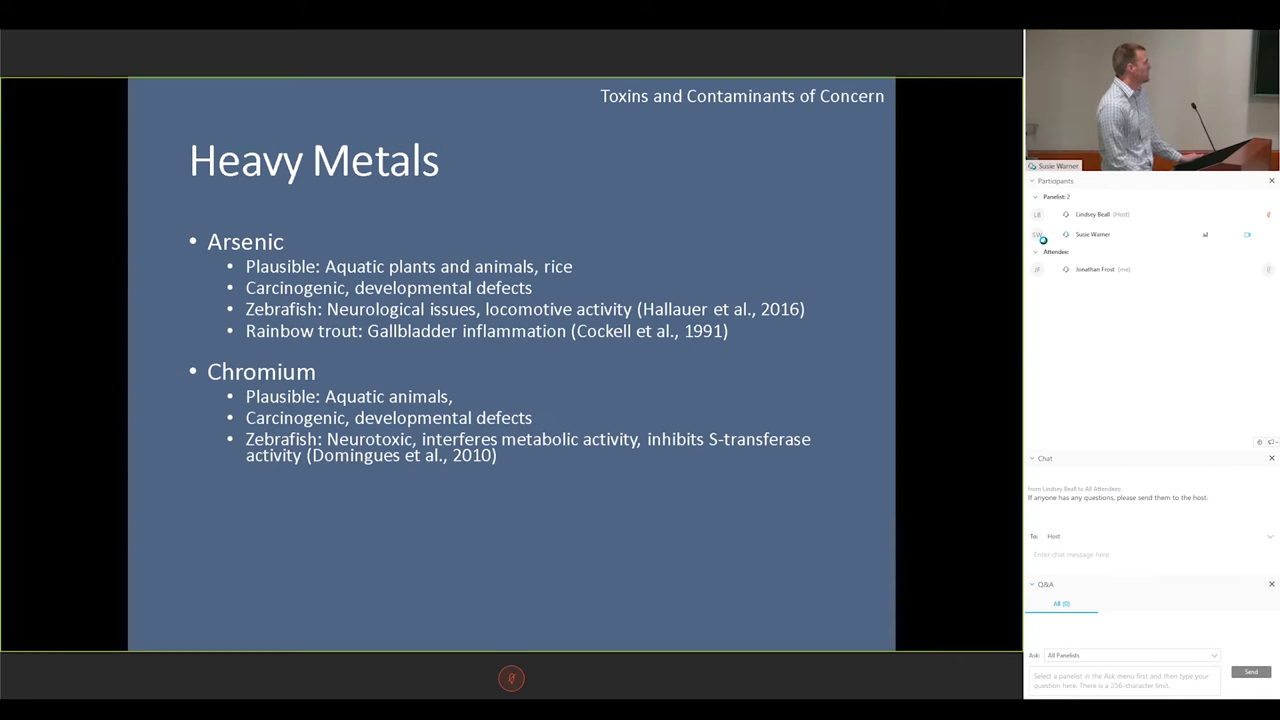 Toxins and Contaminants of Concern
Heavy Metals
• Arsenic
• Plausible: Aquatic plants and animals, rice
• Carcinogenic, developmental defects
• Zebrafish: Neurological issues, locomotive activity (Hallauer et al., 2016)
• Rainbow trout: Gallbladder inflammation (Cockell et al., 1991)
• Chromium
• Plausible: Aquatic animals,
• Carcinogenic, developmental defects
• Zebrafish: Neurotoxic, interferes metabolic activity, inhibits S-transferase
activity (Domingues et al., 2010)
Susie Warner
Participants
Panelist: 2
LB Lindsey Beall (Host)
SW Susie Warner
Attendee:
JF Jonathan Frost (me)
Chat
from Lindsey Beall to All Attendees:
If anyone has any questions, please send them to the host.
To: Host
Enter chat message here
Q&A
All (0)
Ask: All Panelists
Select a panelist in the Ask menu first and then type your
question here. There is a 256-character limit.
Send